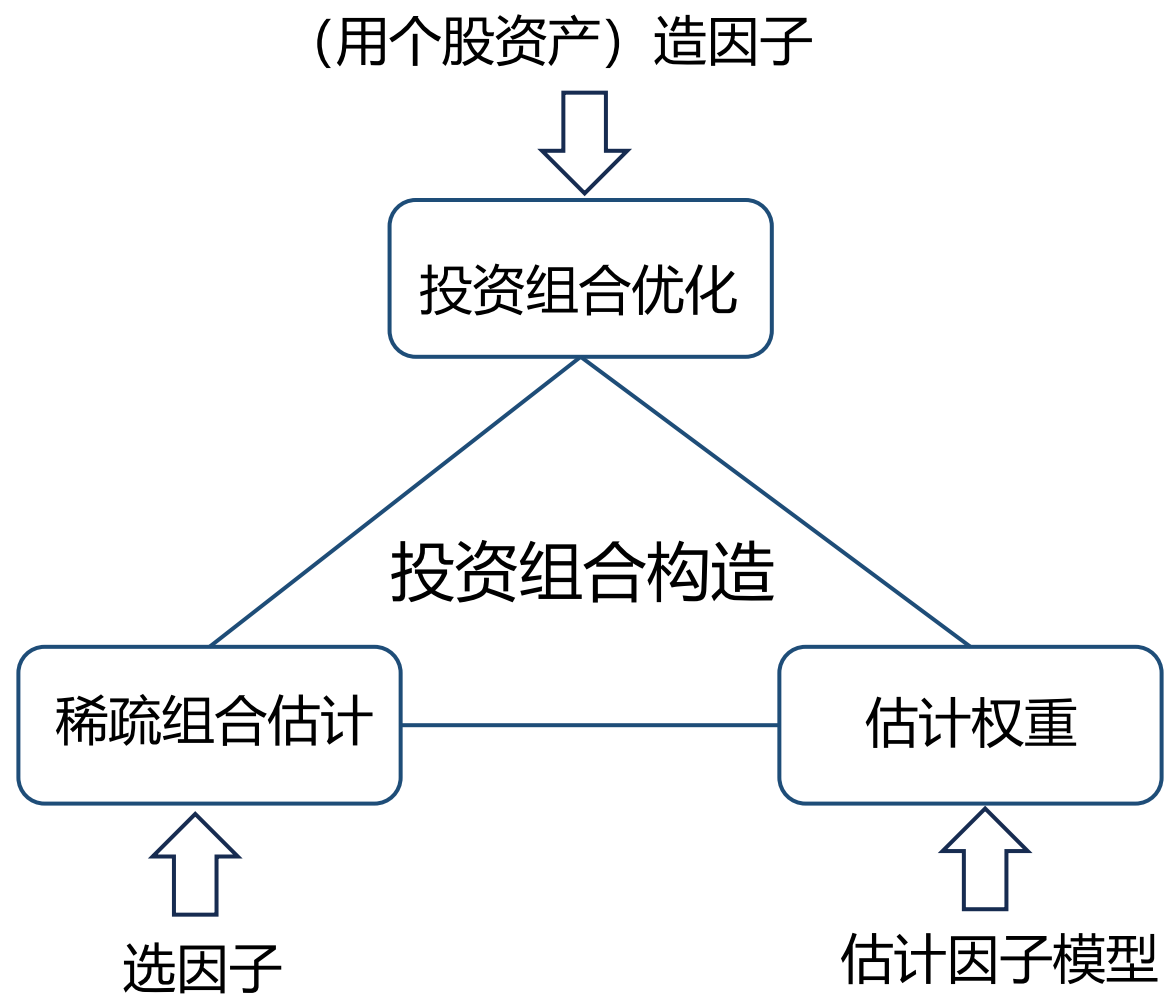 （用个股资产）造因子
投资组合优化
投资组合构造
稀疏组合估计
估计权重
选因子
估计因子模型